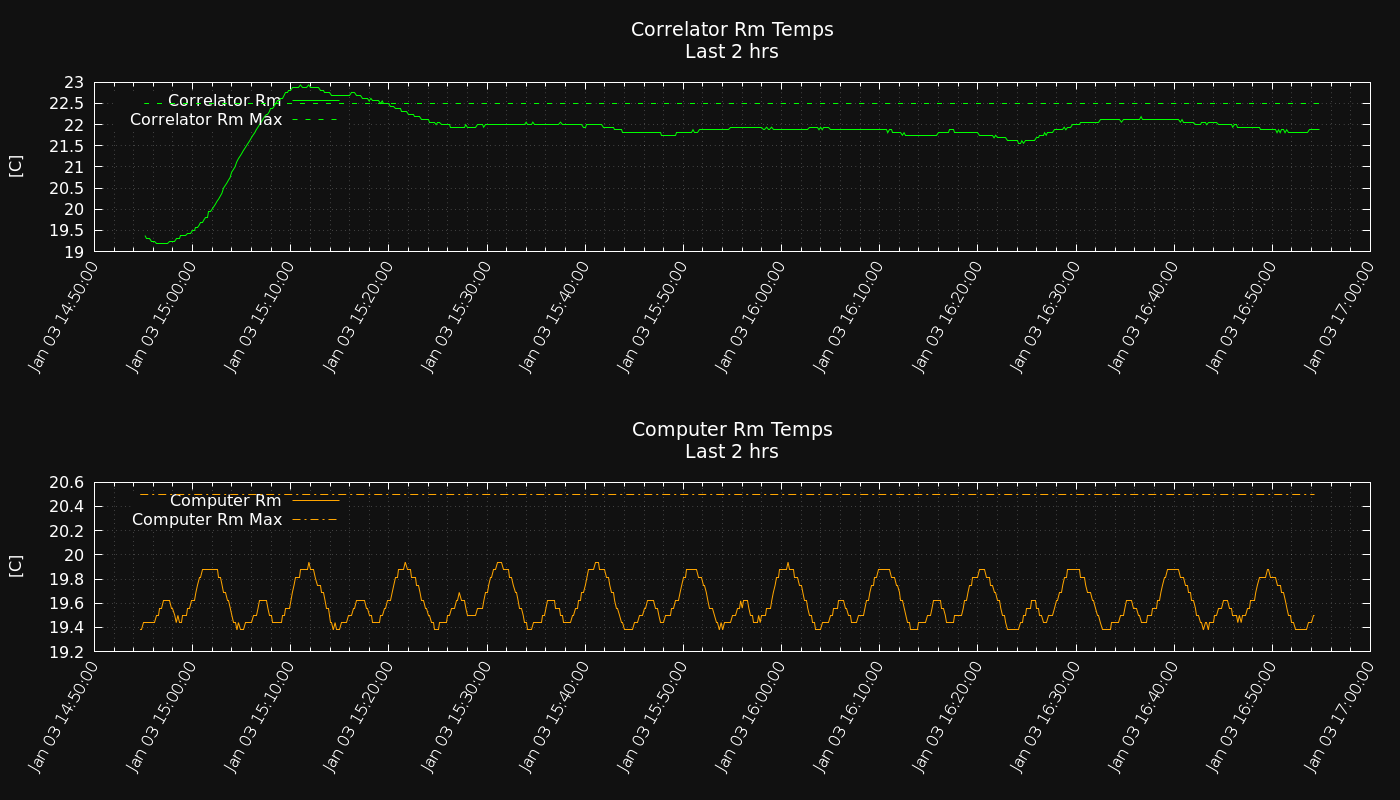 Correlator Rm Temps
Last 2 hrs
23
22.5
22
21.5
21
20.5
20
19.5
19
[C]
Correlator Rm
Correlator Rm Max
Jan 03 14:50:00
Jan 03 15:00:00
Jan 03 15:10:00
Jan 03 15:20:00
Jan 03 15:30:00
Jan 03 15:40:00
Jan 03 15:50:00
Jan 03 16:00:00
Jan 03 16:10:00
Jan 03 16:20:00
Jan 03 16:30:00
Jan 03 16:40:00
Jan 03 16:50:00
Jan 03 17:00:00
Computer Rm Temps
Last 2 hrs
20.6
20.4
20.2
20
19.8
19.6
19.4
19.2
[C]
Computer Rm
Computer Rm Max
Jan 03 14:50:00
Jan 03 15:00:00
Jan 03 15:10:00
Jan 03 15:20:00
Jan 03 15:30:00
Jan 03 15:40:00
Jan 03 15:50:00
Jan 03 16:00:00
Jan 03 16:10:00
Jan 03 16:20:00
Jan 03 16:30:00
Jan 03 16:40:00
Jan 03 16:50:00
Jan 03 17:00:00